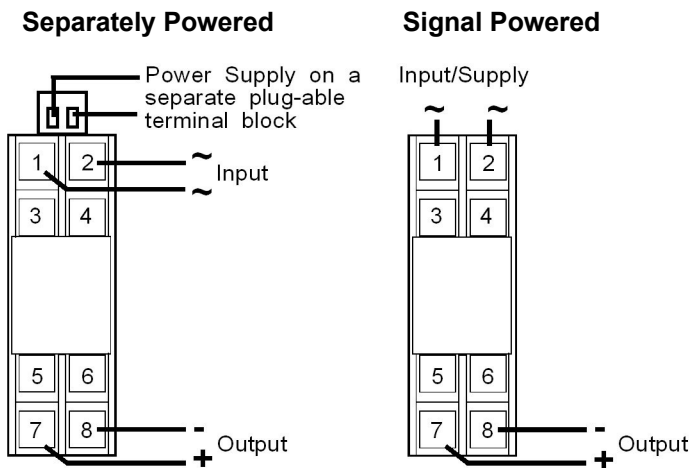 Separately Powered
Power Supply on a
separate plug-able
terminal block
1 2
~
~
Input
3 4
5 6
7 8
-
+
Output
Signal Powered
Input/Supply
~ ~
1 2
3 4
5 6
7 8
-
+
Output